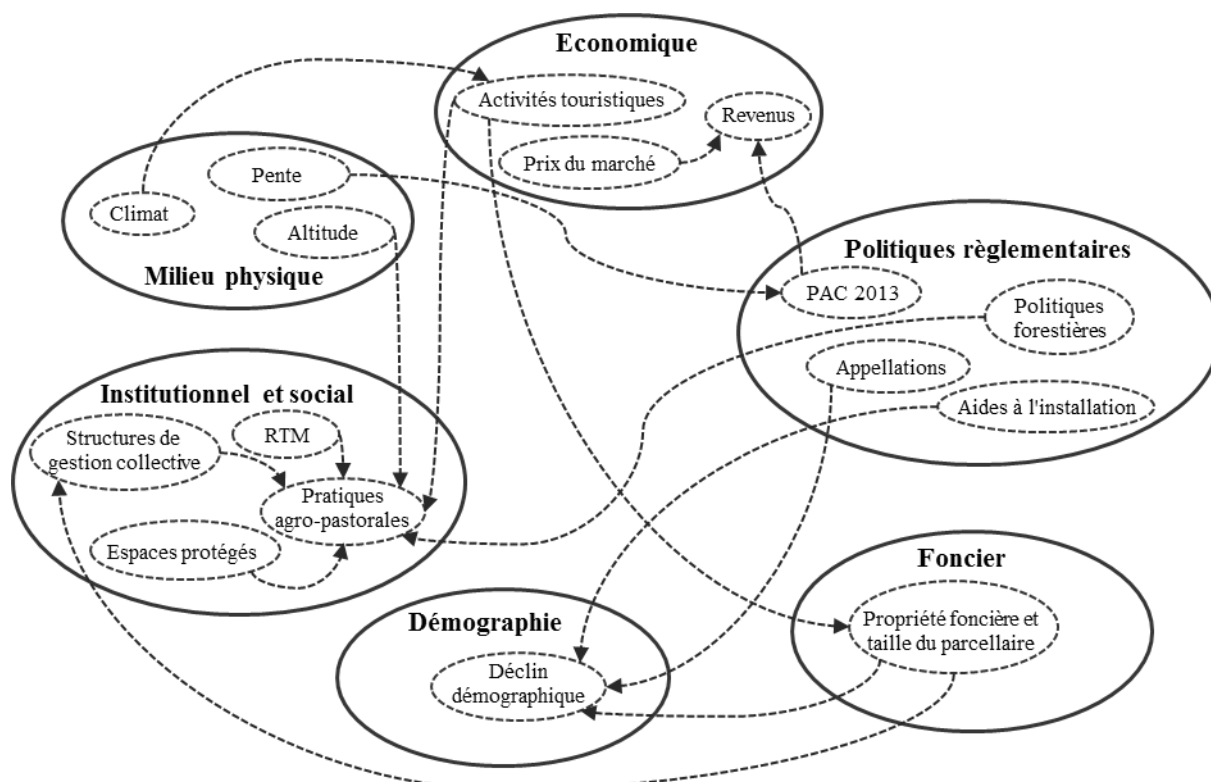 Economique
Activités touristiques
Revenus
Prix du marché
Pente
Climat
Altitude
Milieu physique
Politiques règlementaires
PAC 2013
Politiques
forestières
Appellations
Aides à l'installation
Institutionnel et social
Structures de
gestion collective
RTM
Pratiques
agro-pastorales
Espaces protégés
Démographie
Déclin
démographique
Foncier
Propriété foncière et
taille du parcellaire